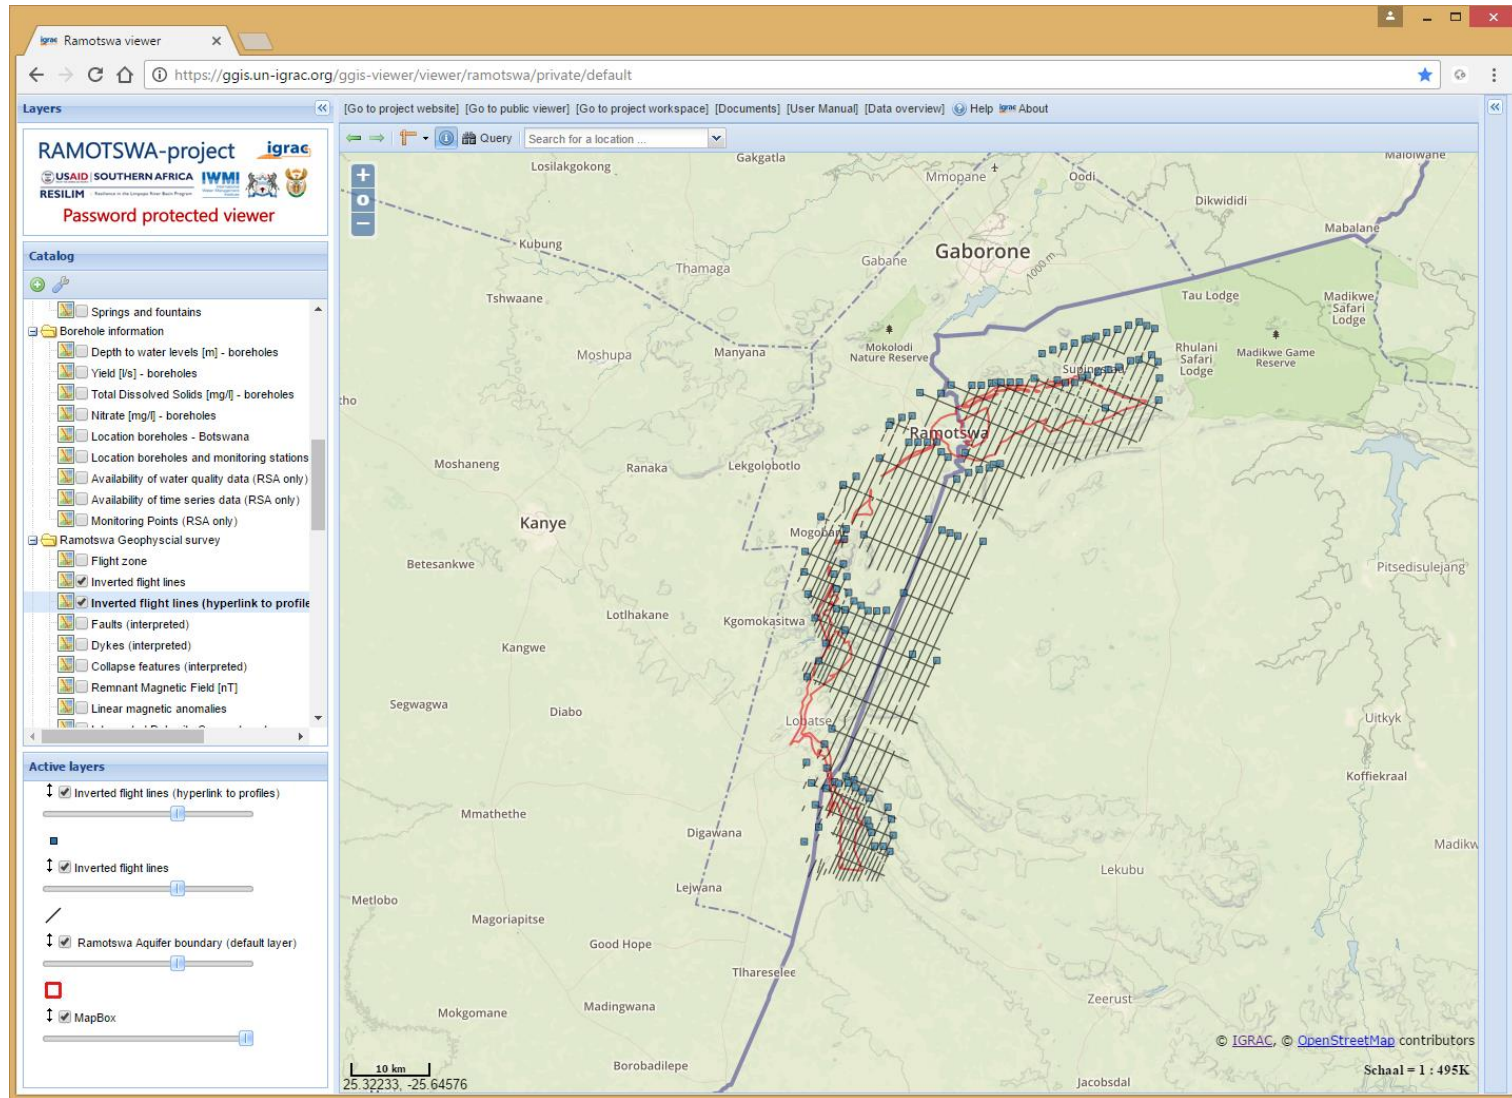 Ramotswa viewer
https://ggis.un-igrac.org/ggis-viewer/viewer/ramotswa/private/default
Layers
[Go to project website] [Go to public viewer] [Go to project workspace] [Documents] [User Manual] [Data overview] Help igrac About
Query
Search for a location ...
RAMOTSWA-project igrac
USAID SOUTHERN AFRICA IWMI
RESILIM
Password protected viewer
Catalog
Springs and fountains
Borehole information
Depth to water levels [m] - boreholes
Yield [l/s] - boreholes
Total Dissolved Solids [mg/l] - boreholes
Nitrate [mg/l] - boreholes
Location boreholes - Botswana
Location boreholes and monitoring stations
Availability of water quality data (RSA only)
Availability of time series data (RSA only)
Monitoring Points (RSA only)
Ramotswa Geophyscial survey
Flight zone
Inverted flight lines
Inverted flight lines (hyperlink to profile
Faults (interpreted)
Dykes (interpreted)
Collapse features (interpreted)
Remnant Magnetic Field [nT]
Linear magnetic anomalies
Active layers
Inverted flight lines (hyperlink to profiles)
Inverted flight lines
Ramotswa Aquifer boundary (default layer)
MapBox
Losilakgokong
Gakgatla
Malolwane
Mmopane
Oodi
Dikwididi
Mabalane
Kubung
Gaborone
Gabane
Thamaga
1000 m
Tshwaane
Tau Lodge
Madikwe
Safari
Lodge
Moshupa
Manyana
Mokolodi
Nature Reserve
Rhulani
Safari
Lodge
Madikwe Game
Reserve
Supingstad
tho
Ramotswa
Moshaneng
Ranaka
Lekgolobotlo
Kanye
Mogobane
Betesankwe
Pitsedisulejang
Lotlhakane
Kgomokasitwa
Kangwe
Segwagwa
Diabo
Lobatse
Uitkyk
Koffiekraal
Mmathethe
Digawana
Madikw
Lekubu
Metlobo
Lejwana
Magoriapitse
Good Hope
Tlhareselee
Zeerust
Mokgomane
Madingwana
© IGRAC, © OpenStreetMap contributors
10 km
Borobadilepe
Schaal = 1 : 495K
25.32233, -25.64576
Jacobsdal